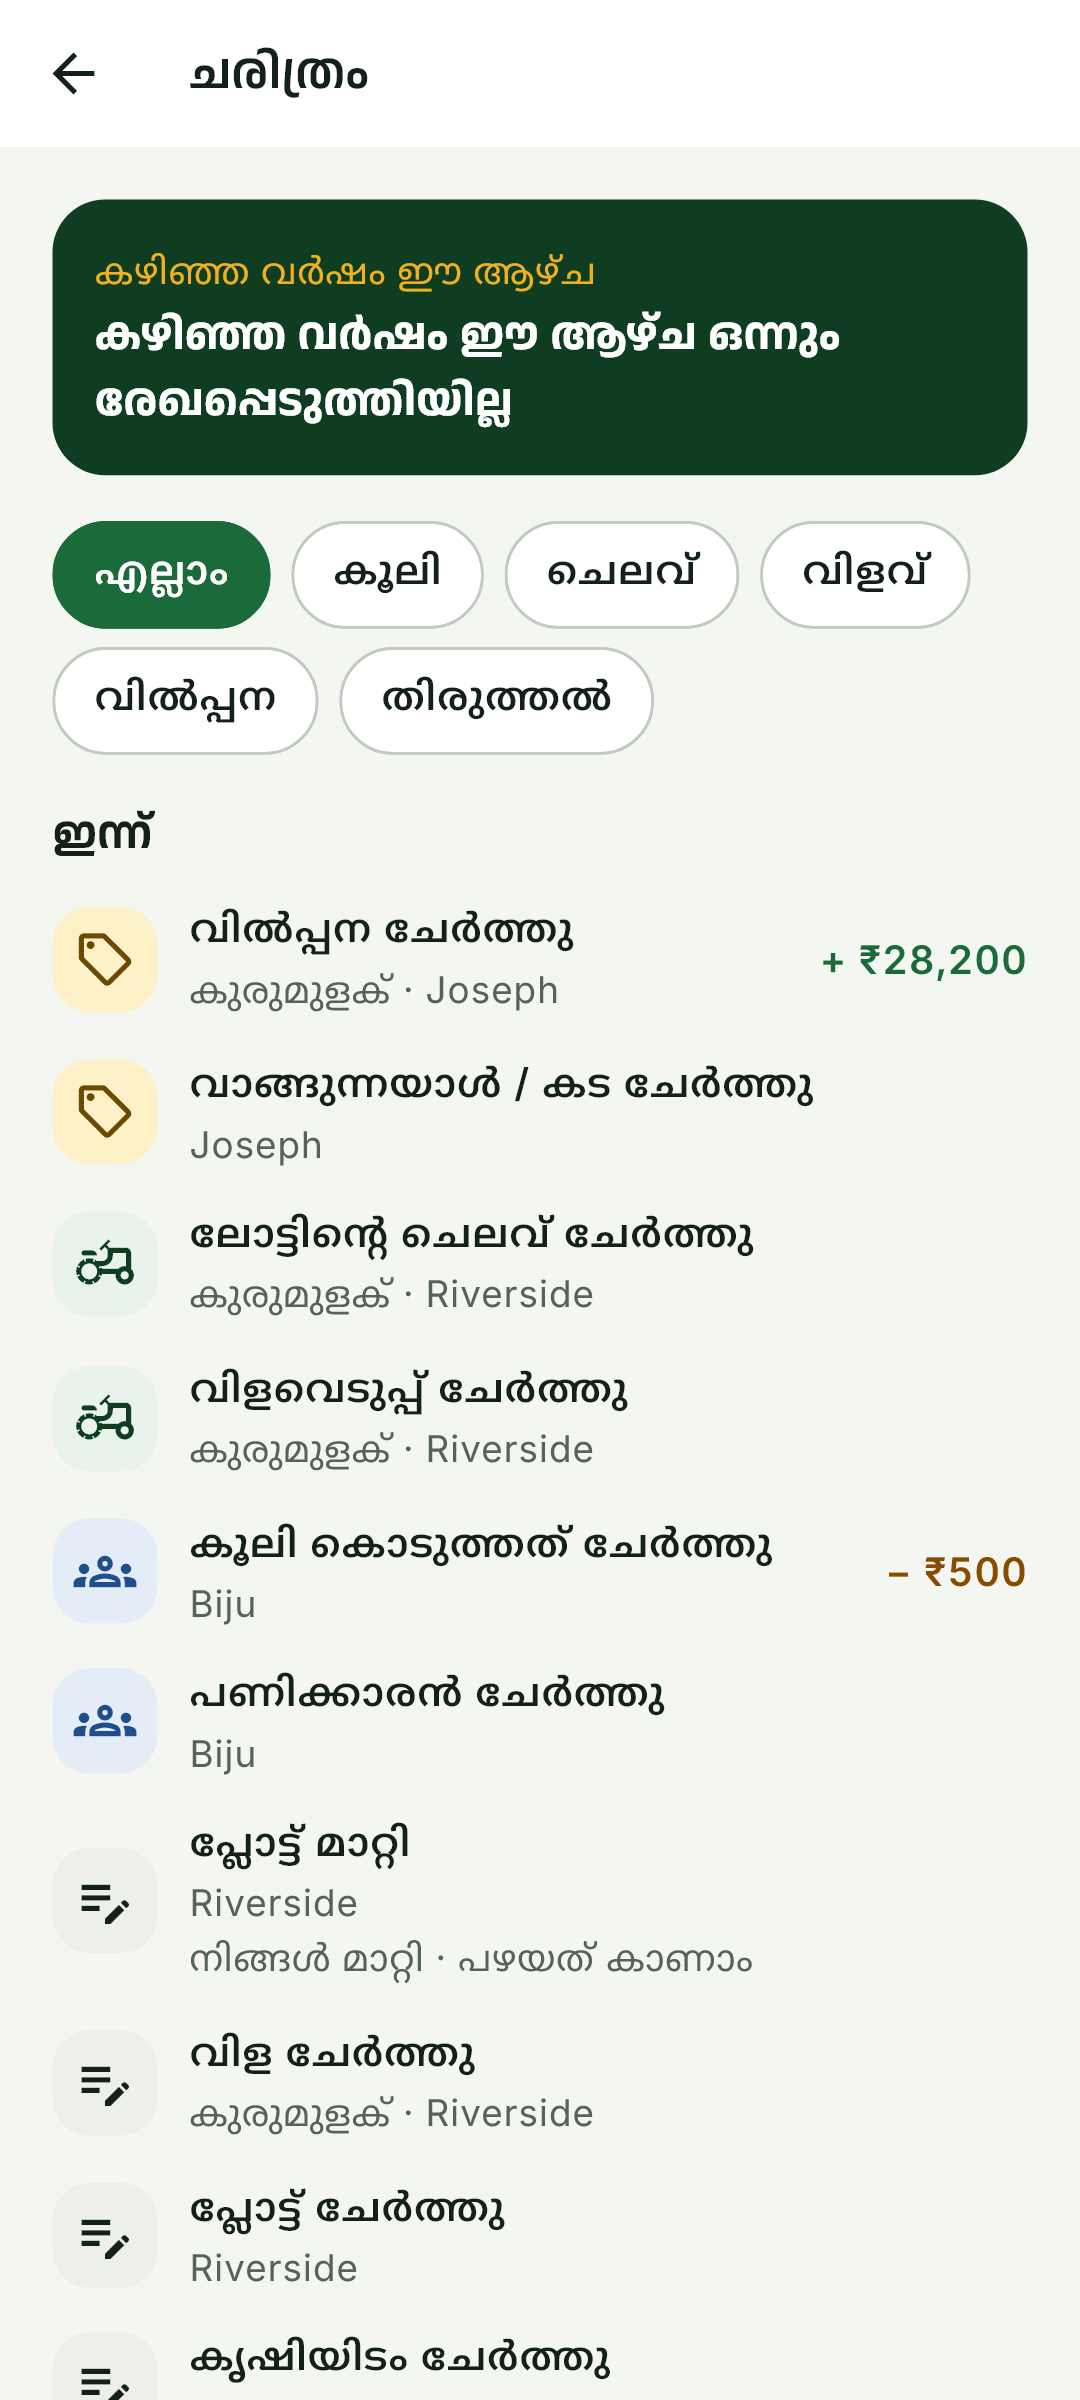 ചരിത്രം
കഴിഞ്ഞ വർഷം ഈ ആഴ്ച
കഴിഞ്ഞ വർഷം ഈ ആഴ്ച ഒന്നും
രേഖപ്പെടുത്തിയില്ല
എല്ലാം കൂലി ചെലവ് വിളവ്
വിൽപ്പന തിരുത്തൽ
ഇന്ന്
വിൽപ്പന ചേർത്തു
കുരുമുളക് · Joseph
+ ₹28,200
വാങ്ങുന്നയാൾ / കട ചേർത്തു
Joseph
ലോട്ടിന്റെ ചെലവ് ചേർത്തു
കുരുമുളക് · Riverside
വിളവെടുപ്പ് ചേർത്തു
കുരുമുളക് · Riverside
കൂലി കൊടുത്തത് ചേർത്തു
Biju
− ₹500
പണിക്കാരൻ ചേർത്തു
Biju
പ്ലോട്ട് മാറ്റി
Riverside
നിങ്ങൾ മാറ്റി · പഴയത് കാണാം
വിള ചേർത്തു
കുരുമുളക് · Riverside
പ്ലോട്ട് ചേർത്തു
Riverside
കൃഷിയിടം ചേർത്തു